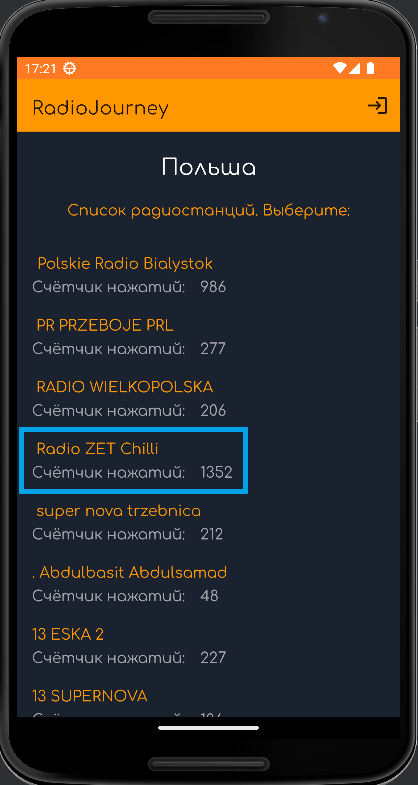 17:21
RadioJourney
Польша
Список радиостанций. Выберите:
Polskie Radio Bialystok
Счётчик нажатий: 986
PR PRZEBOJE PRL
Счётчик нажатий: 277
RADIO WIELKOPOLSKA
Счётчик нажатий: 206
Radio ZET Chilli
Счётчик нажатий: 1352
super nova trzebnica
Счётчик нажатий: 212
. Abdulbasit Abdulsamad
Счётчик нажатий: 48
13 ESKA 2
Счётчик нажатий: 227
13 SUPERNOVA